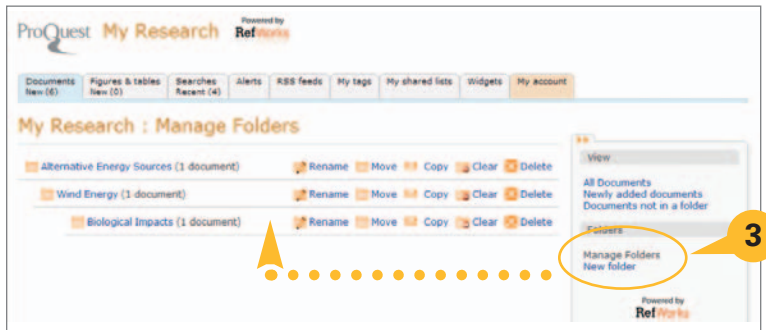 ProQuest My Research Powered by RefWorks
Documents New (6)
Figures & tables New (0)
Searches Recent (4)
Alerts
RSS feeds
My tags
My shared lists
Widgets
My account
My Research : Manage Folders
Alternative Energy Sources (1 document) Rename Move Copy Clear Delete
Wind Energy (1 document) Rename Move Copy Clear Delete
Biological Impacts (1 document) Rename Move Copy Clear Delete
View
All Documents
Newly added documents
Documents not in a folder
Folders
Manage Folders
New folder
3
Powered by
RefWorks